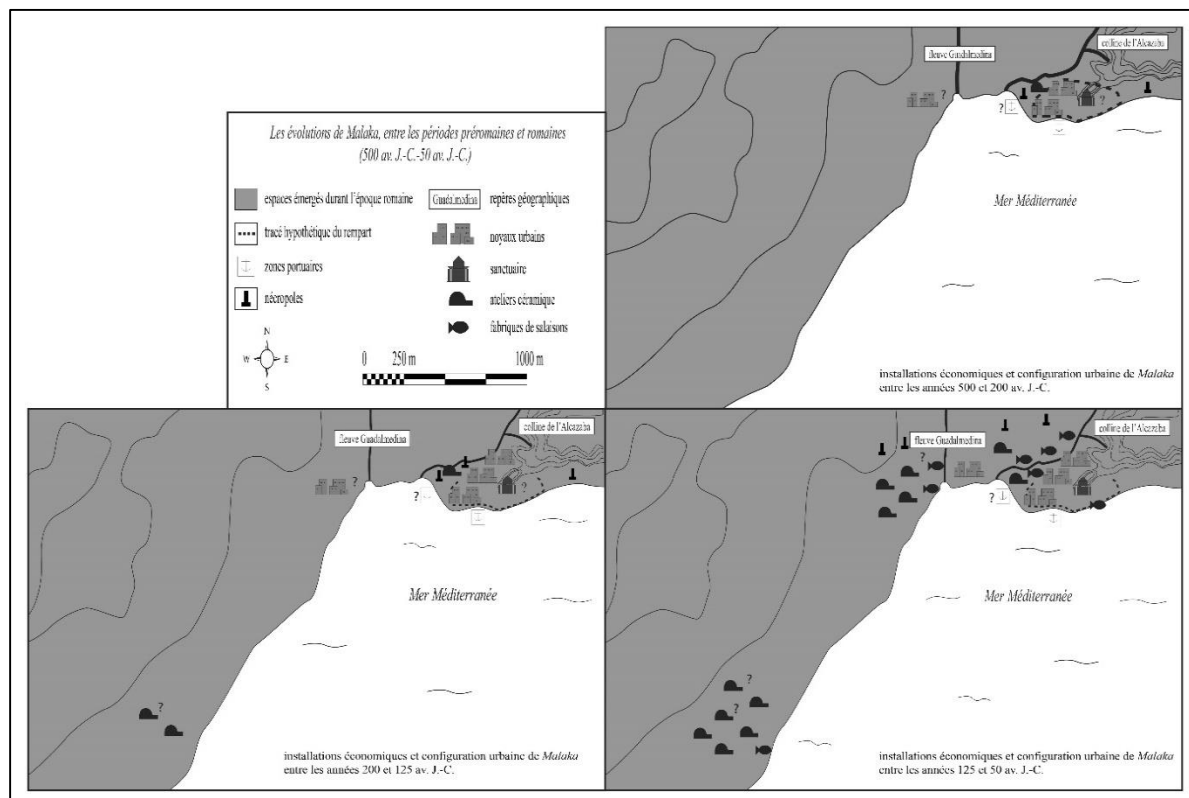 fleuve Guadalmedina
colline de l'Alcazaba
?
?
?
Mer Méditerranée
installations économiques et configuration urbaine de Malaka
entre les années 500 et 200 av. J.-C.
Les évolutions de Malaka, entre les périodes préromaines et romaines
(500 av. J.-C.-50 av. J.-C.)
espaces émergés durant l'époque romaine
Guadalmedina
repères géographiques
tracé hypothétique du rempart
noyaux urbains
zones portuaires
sanctuaire
nécropoles
ateliers céramique
fabriques de salaisons
N
W
E
S
0
250 m
1000 m
fleuve Guadalmedina
colline de l'Alcazaba
?
?
?
Mer Méditerranée
?
installations économiques et configuration urbaine de Malaka
entre les années 200 et 125 av. J.-C.
fleuve Guadalmedina
colline de l'Alcazaba
?
?
?
Mer Méditerranée
?
?
installations économiques et configuration urbaine de Malaka
entre les années 125 et 50 av. J.-C.